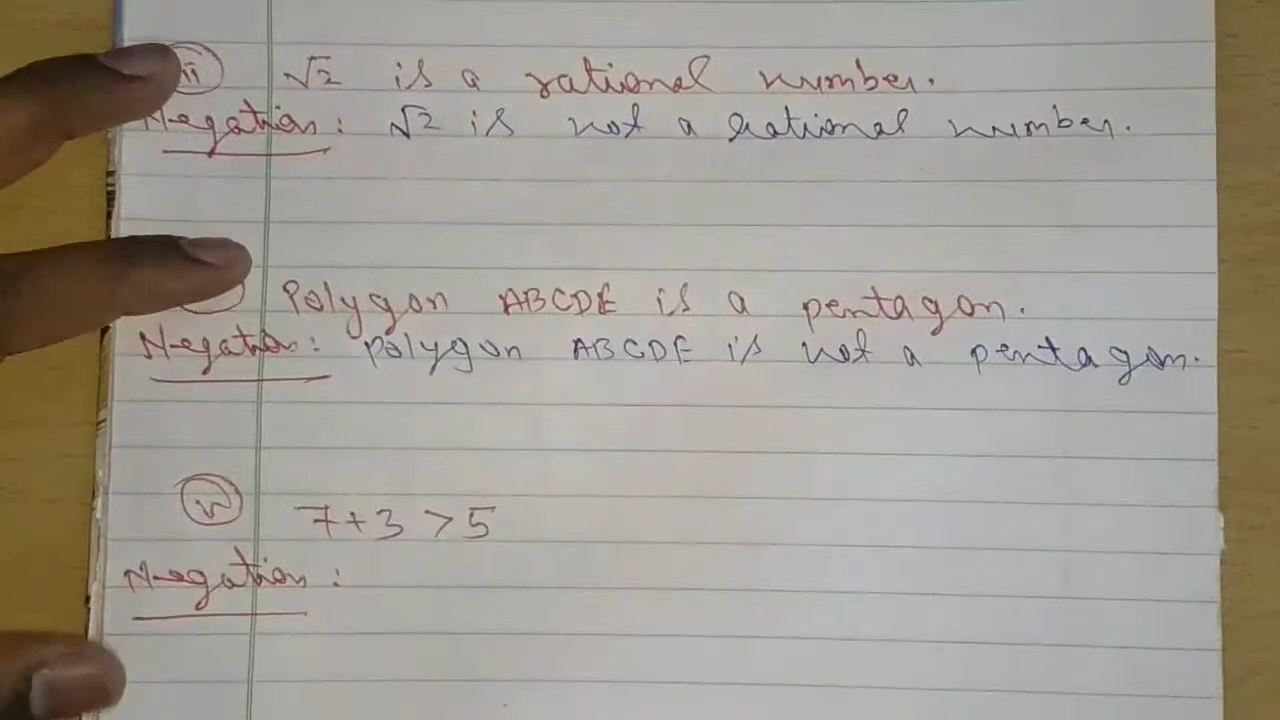 ii √2 is a rational number.
Negation: √2 is not a rational number.
Polygon ABCDE is a pentagon.
Negation: polygon ABCDE is not a pentagon.
7+3 >5
Negation: